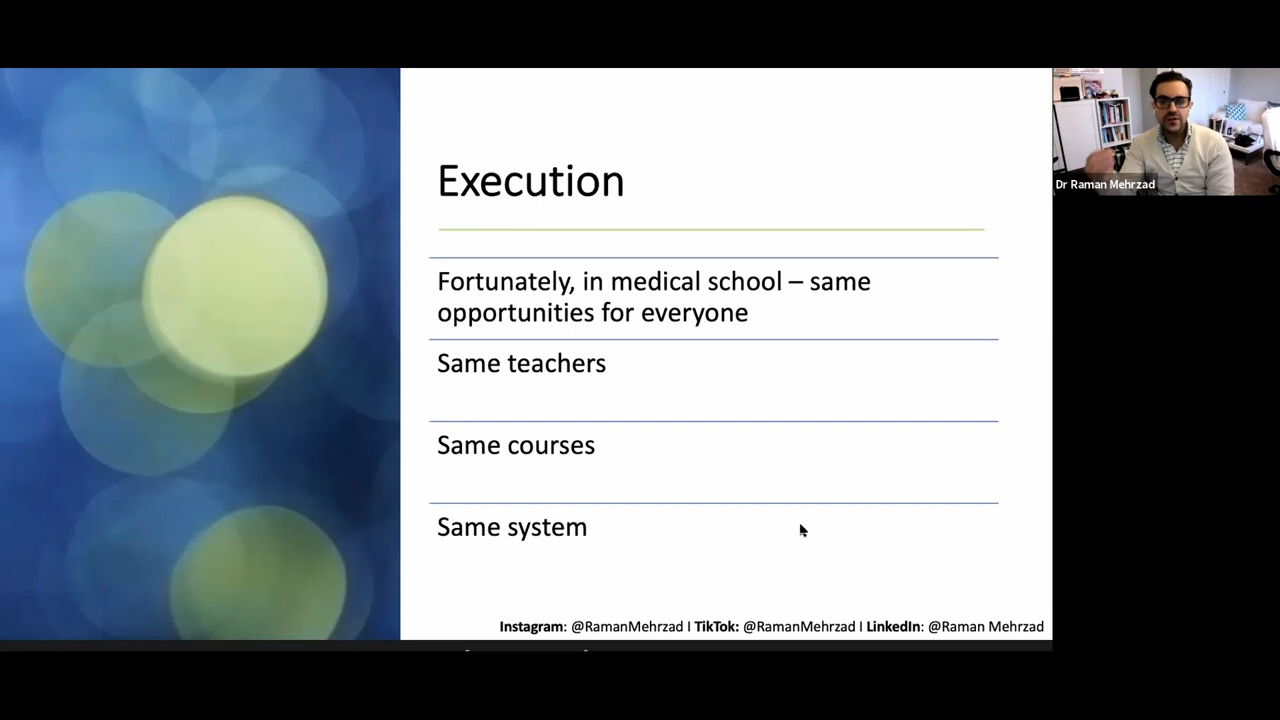 Execution
Fortunately, in medical school – same
opportunities for everyone
Same teachers
Same courses
Same system
Instagram: @RamanMehrzad I TikTok: @RamanMehrzad I LinkedIn: @Raman Mehrzad
Dr Raman Mehrzad